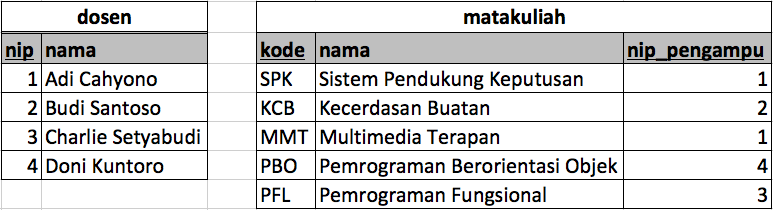 dosen
nip nama
1 Adi Cahyono
2 Budi Santoso
3 Charlie Setyabudi
4 Doni Kuntoro
matakuliah
kode nama nip_pengampu
SPK Sistem Pendukung Keputusan 1
KCB Kecerdasan Buatan 2
MMT Multimedia Terapan 1
PBO Pemrograman Berorientasi Objek 4
PFL Pemrograman Fungsional 3